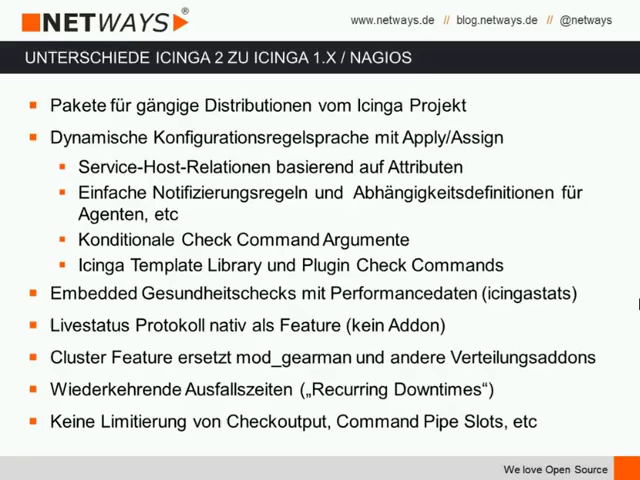 NETWAYS®
www.netways.de // blog.netways.de // @netways
UNTERSCHIEDE ICINGA 2 ZU ICINGA 1.X / NAGIOS
Pakete für gängige Distributionen vom Icinga Projekt
Dynamische Konfigurationsregelsprache mit Apply/Assign
Service-Host-Relationen basierend auf Attributen
Einfache Notifizierungsregeln und Abhängigkeitsdefinitionen für
Agenten, etc
Konditionale Check Command Argumente
Icinga Template Library und Plugin Check Commands
Embedded Gesundheitschecks mit Performancedaten (icingastats)
Livestatus Protokoll nativ als Feature (kein Addon)
Cluster Feature ersetzt mod_gearman und andere Verteilungsaddons
Wiederkehrende Ausfallszeiten („Recurring Downtimes“)
Keine Limitierung von Checkoutput, Command Pipe Slots, etc
We love Open Source